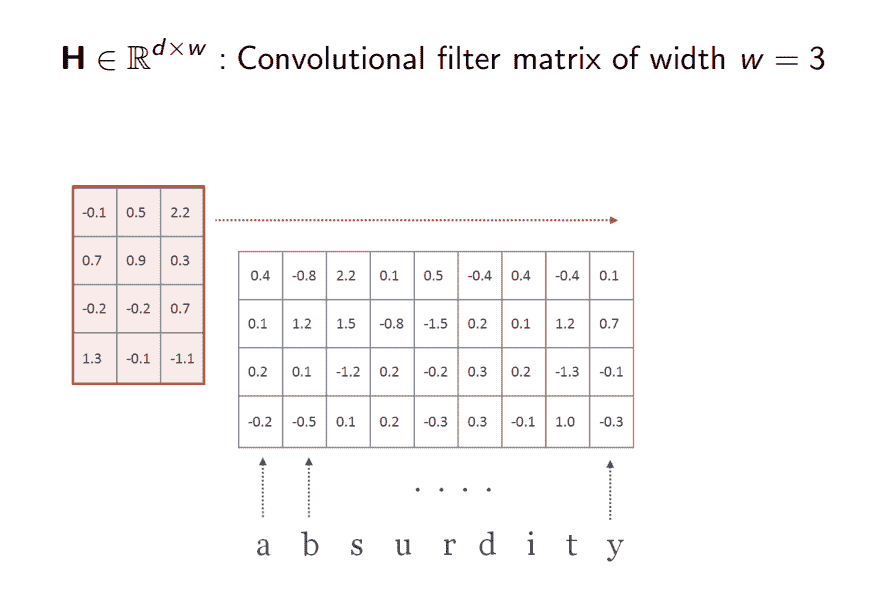 H ∈ ℝ^{d×w} : Convolutional filter matrix of width w = 3
-0.1 0.5 2.2
0.7 0.9 0.3
-0.2 -0.2 0.7
1.3 -0.1 -1.1
0.4 -0.8 2.2 0.1 0.5 -0.4 0.4 -0.4 0.1
0.1 1.2 1.5 -0.8 -1.5 0.2 0.1 1.2 0.7
0.2 0.1 -1.2 0.2 -0.2 0.3 0.2 -1.3 -0.1
-0.2 -0.5 0.1 0.2 -0.3 0.3 -0.1 1.0 -0.3
. . . .
a b s u r d i t y